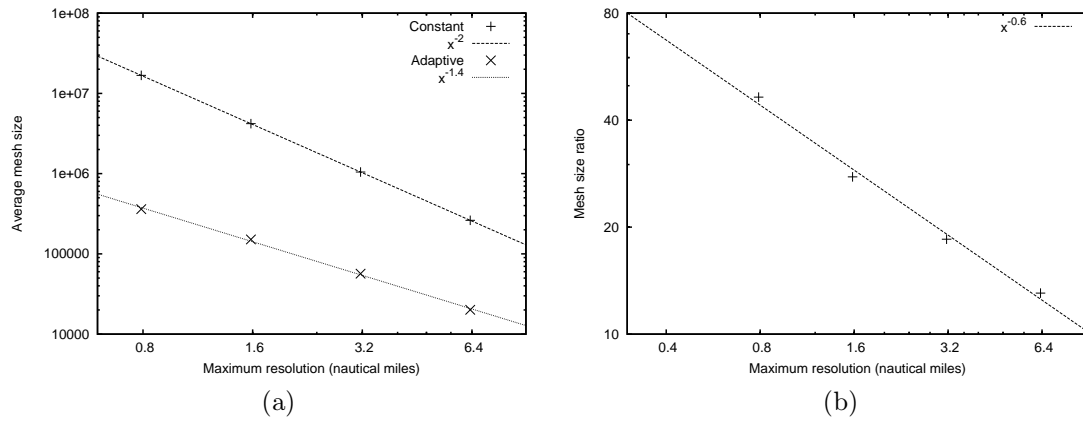 1e+08
1e+07
1e+06
100000
10000
Average mesh size
Constant
x^-2
Adaptive
x^-1.4
0.8 1.6 3.2 6.4
Maximum resolution (nautical miles)
(a)
80
40
20
10
Mesh size ratio
x^-0.6
0.4 0.8 1.6 3.2 6.4
Maximum resolution (nautical miles)
(b)